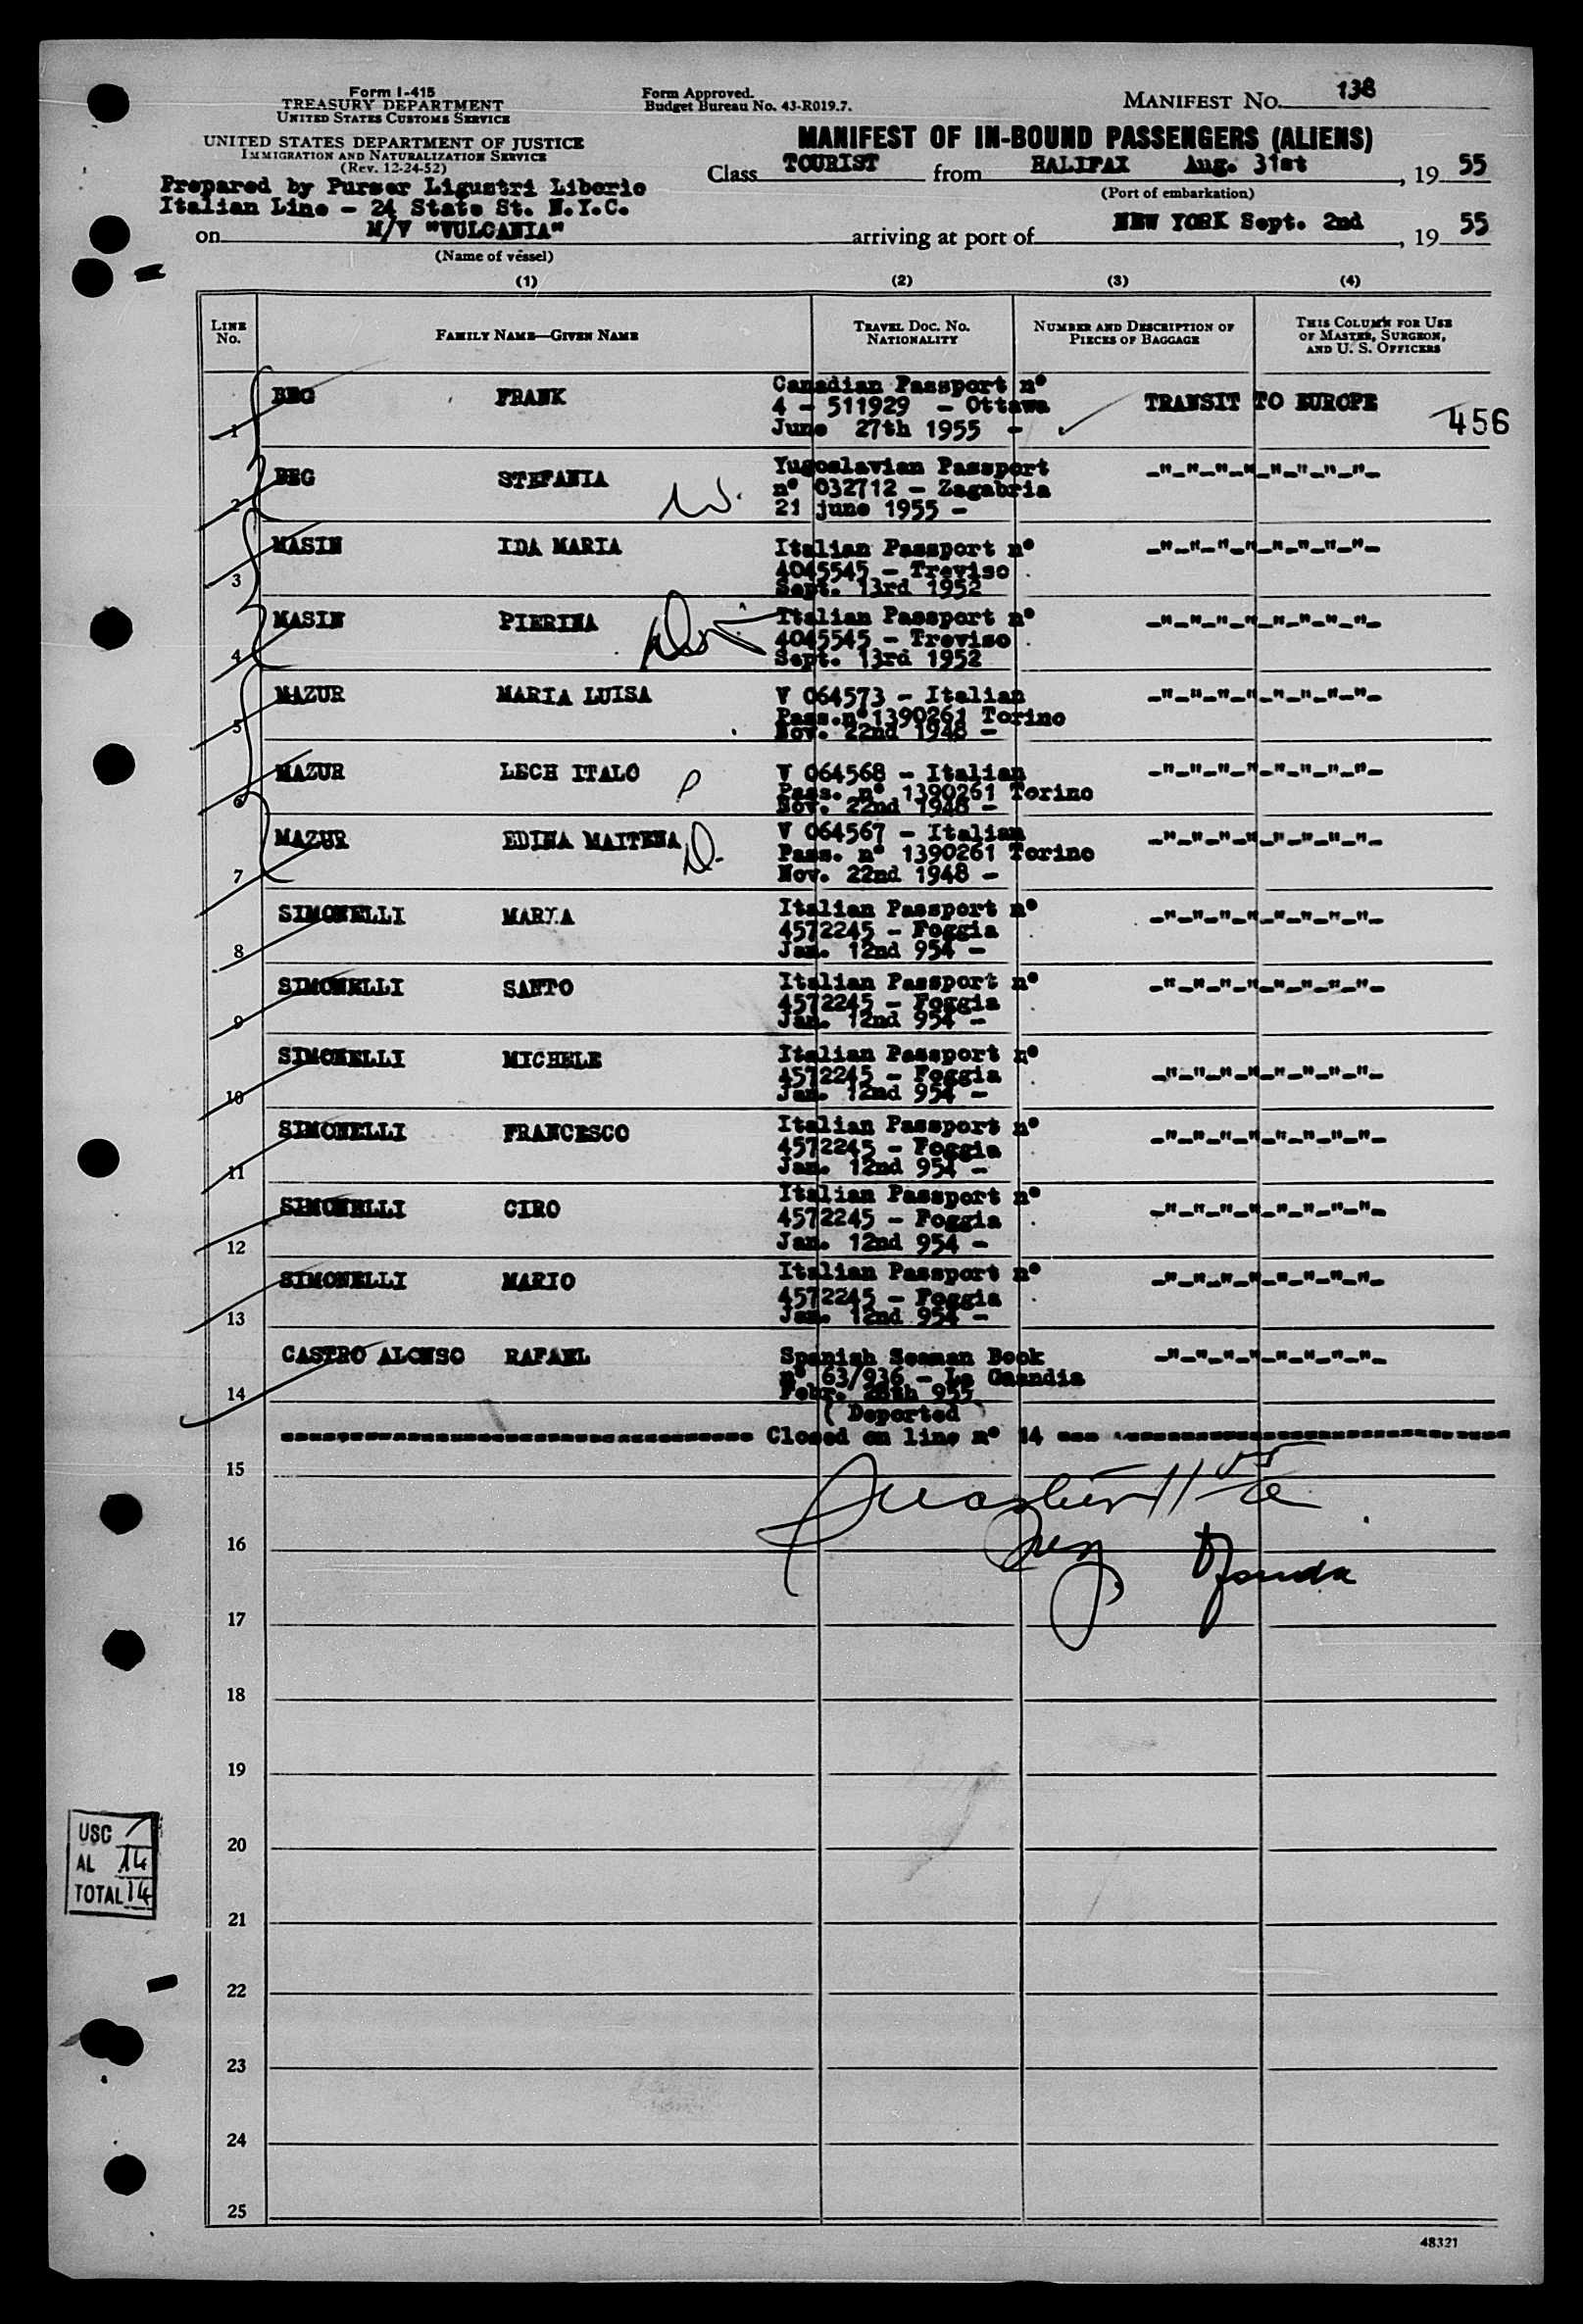 Form I-415
TREASURY DEPARTMENT
UNITED STATES CUSTOMS SERVICE
UNITED STATES DEPARTMENT OF JUSTICE
IMMIGRATION AND NATURALIZATION SERVICE
(Rev. 12-24-52)
Form Approved.
Budget Bureau No. 43-R019.7.
MANIFEST NO. 138
MANIFEST OF IN-BOUND PASSENGERS (ALIENS)
Class TOURIST from HALIFAX Aug. 31st, 19 55
(Port of embarkation)
Prepared by Purser Ligustri Liberio
Italian Line - 24 State St. N.Y.C.
on M/V "VULCANIA" arriving at port of NEW YORK Sept. 2nd, 19 55
(Name of vessel)
(1) (2) (3) (4)
LINE NO.
FAMILY NAME—GIVEN NAME
TRAVEL DOC. NO. NATIONALITY
NUMBER AND DESCRIPTION OF PIECES OF BAGGAGE
THIS COLUMN FOR USE OF MASTER, SURGEON, AND U. S. OFFICERS
1 BEG FRANK Canadian Passport n° TRANSIT TO EUROPE 456
4 - 511929 - Ottawa
June 27th 1955 -
2 BEG STEFANIA Yugoslavian Passport -"-"-"-"-"-"-"-"-
n° 032712 - Zagabria
21 june 1955 -
3 MASIN IDA MARIA Italian Passport n° -"-"-"-"-"-"-"-"-
4045545 - Treviso
Sept. 13rd 1952
4 MASIN PIERINA Italian Passport n° -"-"-"-"-"-"-"-"-
4045545 - Treviso
Sept. 13rd 1952
5 MAZUR MARIA LUISA V 064573 - Italian -"-"-"-"-"-"-"-"-
Pass.n°1390261 Torino
Nov. 22nd 1948 -
6 MAZUR LECH ITALO V 064568 - Italian -"-"-"-"-"-"-"-"-
Pass. n° 1390261 Torino
Nov. 22nd 1948 -
7 MAZUR EDINA MAITENA V 064567 - Italian -"-"-"-"-"-"-"-"-
Pass. n° 1390261 Torino
Nov. 22nd 1948 -
8 SIMONELLI MARIA Italian Passport n° -"-"-"-"-"-"-"-"-
4572245 - Foggia
Jan. 12nd 954 -
9 SIMONELLI SANTO Italian Passport n° -"-"-"-"-"-"-"-"-
4572245 - Foggia
Jan. 12nd 954 -
10 SIMONELLI MICHELE Italian Passport n° -"-"-"-"-"-"-"-"-
4572245 - Foggia
Jan. 12nd 954 -
11 SIMONELLI FRANCESCO Italian Passport n° -"-"-"-"-"-"-"-"-
4572245 - Foggia
Jan. 12nd 954 -
12 SIMONELLI CIRO Italian Passport n° -"-"-"-"-"-"-"-"-
4572245 - Foggia
Jan. 12nd 954 -
13 SIMONELLI MARIO Italian Passport n° -"-"-"-"-"-"-"-"-
4572245 - Foggia
Jan. 12nd 954 -
14 CASTRO ALONSO RAFAEL Spanish Seaman Book -"-"-"-"-"-"-"-"-
n° 63/936 - La Guandia
Febr. 28th 955
( Deported )
Closed on line n° 14
15
16
17
18
19
20
21
22
23
24
25
USC
AL 14
TOTAL 14
48321